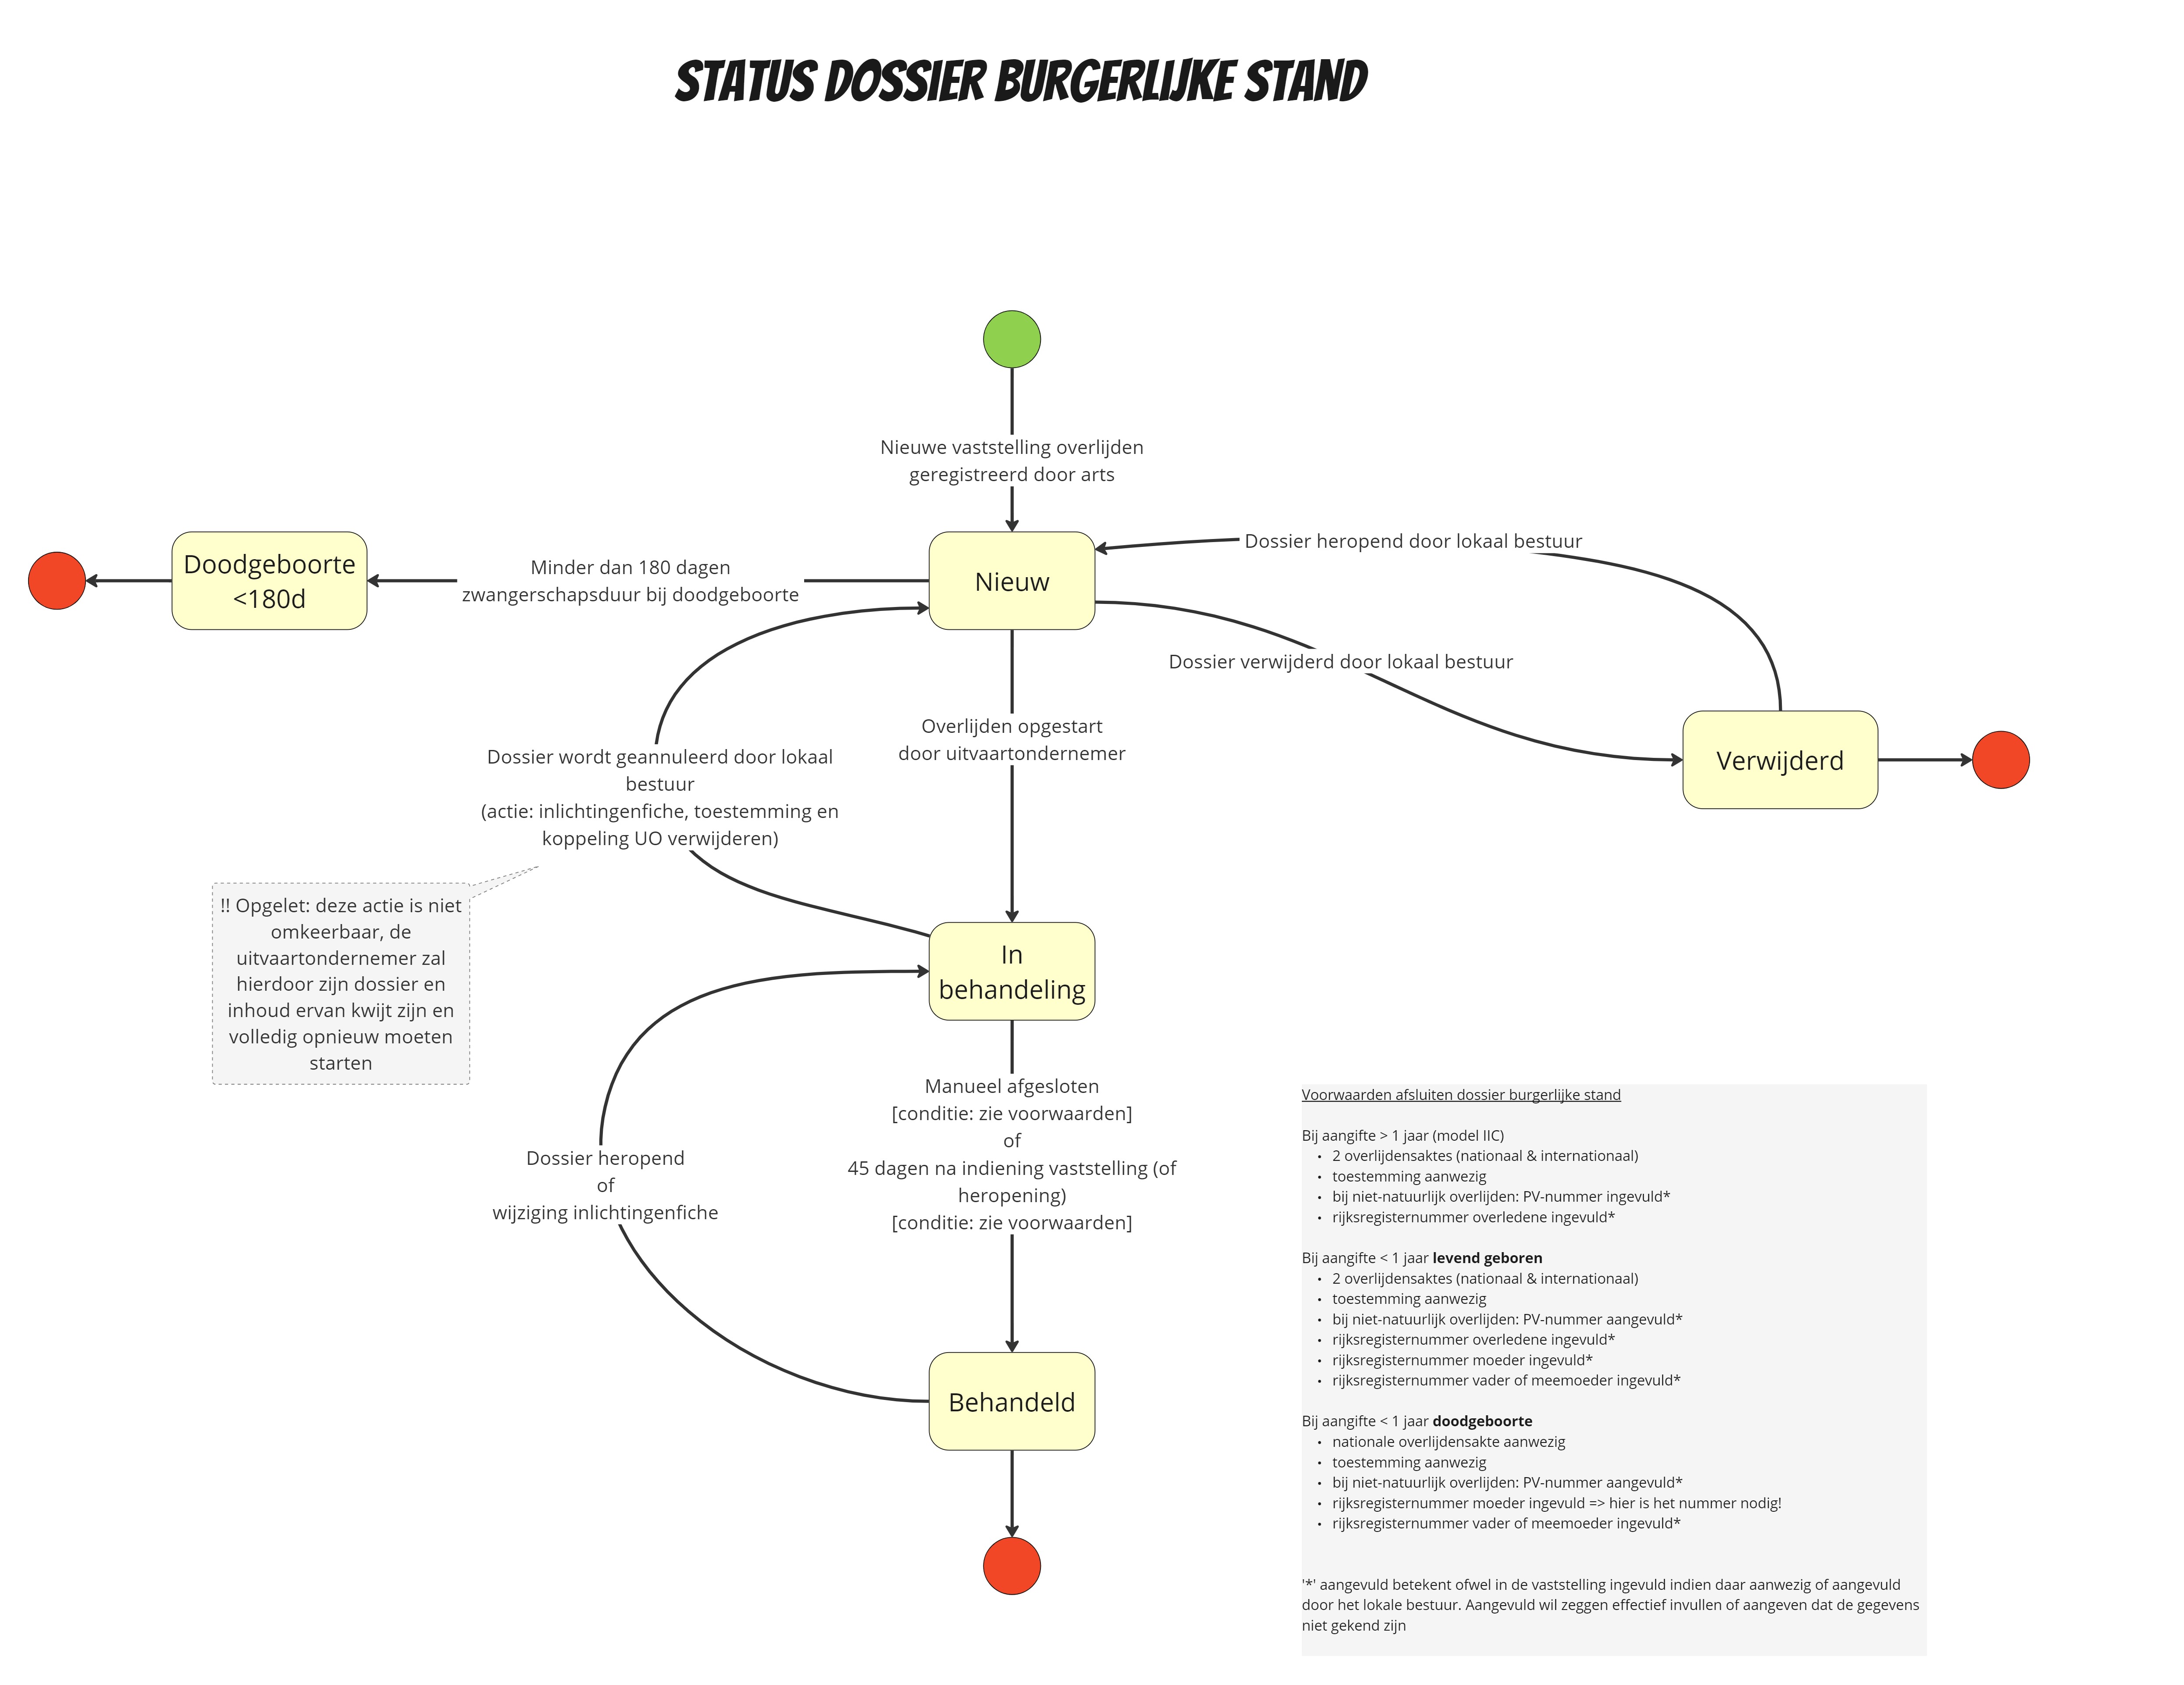 STATUS DOSSIER BURGERLIJKE STAND
Nieuwe vaststelling overlijden
geregistreerd door arts
Dossier heropend door lokaal bestuur
Doodgeboorte
<180d
Minder dan 180 dagen
zwangerschapsduur bij doodgeboorte
Nieuw
Dossier verwijderd door lokaal bestuur
Overlijden opgestart
door uitvaartondernemer
Verwijderd
Dossier wordt geannuleerd door lokaal
bestuur
(actie: inlichtingenfiche, toestemming en
koppeling UO verwijderen)
!! Opgelet: deze actie is niet
omkeerbaar, de
uitvaartondernemer zal
hierdoor zijn dossier en
inhoud ervan kwijt zijn en
volledig opnieuw moeten
starten
In
behandeling
Manueel afgesloten
[conditie: zie voorwaarden]
of
45 dagen na indiening vaststelling (of
heropening)
[conditie: zie voorwaarden]
Dossier heropend
of
wijziging inlichtingenfiche
Behandeld
Voorwaarden afsluiten dossier burgerlijke stand
Bij aangifte > 1 jaar (model IIC)
• 2 overlijdensaktes (nationaal & internationaal)
• toestemming aanwezig
• bij niet-natuurlijk overlijden: PV-nummer ingevuld*
• rijksregisternummer overledene ingevuld*
Bij aangifte < 1 jaar levend geboren
• 2 overlijdensaktes (nationaal & internationaal)
• toestemming aanwezig
• bij niet-natuurlijk overlijden: PV-nummer aangevuld*
• rijksregisternummer overledene ingevuld*
• rijksregisternummer moeder ingevuld*
• rijksregisternummer vader of meemoeder ingevuld*
Bij aangifte < 1 jaar doodgeboorte
• nationale overlijdensakte aanwezig
• toestemming aanwezig
• bij niet-natuurlijk overlijden: PV-nummer aangevuld*
• rijksregisternummer moeder ingevuld => hier is het nummer nodig!
• rijksregisternummer vader of meemoeder ingevuld*
'*' aangevuld betekent ofwel in de vaststelling ingevuld indien daar aanwezig of aangevuld
door het lokale bestuur. Aangevuld wil zeggen effectief invullen of aangeven dat de gegevens
niet gekend zijn